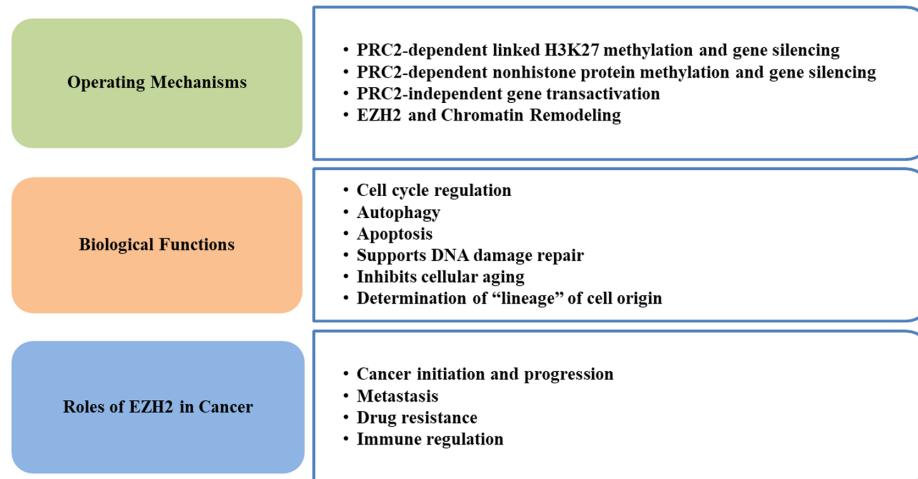 Operating Mechanisms
• PRC2-dependent linked H3K27 methylation and gene silencing
• PRC2-dependent nonhistone protein methylation and gene silencing
• PRC2-independent gene transactivation
• EZH2 and Chromatin Remodeling
Biological Functions
• Cell cycle regulation
• Autophagy
• Apoptosis
• Supports DNA damage repair
• Inhibits cellular aging
• Determination of “lineage” of cell origin
Roles of EZH2 in Cancer
• Cancer initiation and progression
• Metastasis
• Drug resistance
• Immune regulation